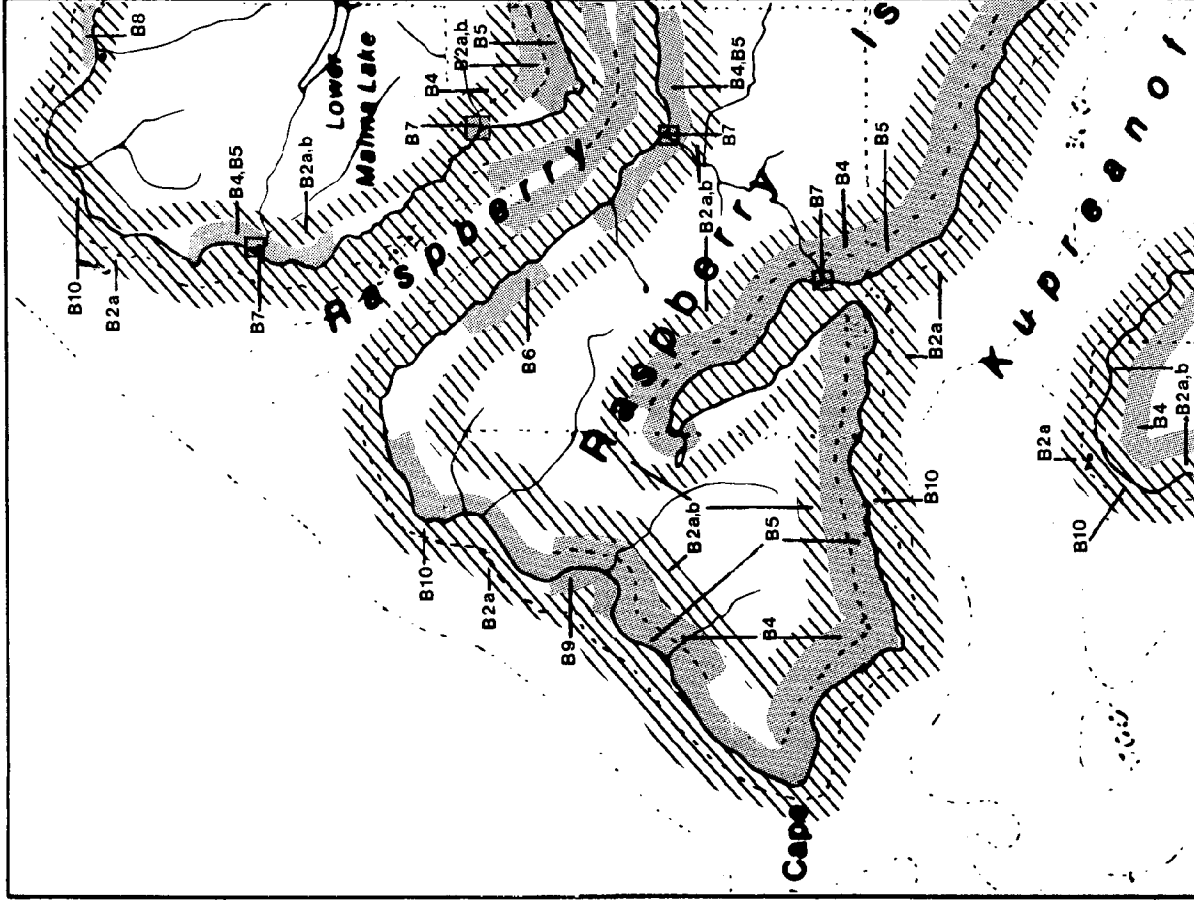 B8
Lower
Malina Lake
B4,B5
B2a,b
B10
B2a
B7
B4
B2a,b
B5
B7
Raspberry
B4,B5
B7
B2a,b
Is
B6
Raspberry
B7
B4
B5
B2a
Kupreanof
B10
B2a
B9
B2a,b
B5
B4
B10
Cape
B2a
B10
B4
B2a,b